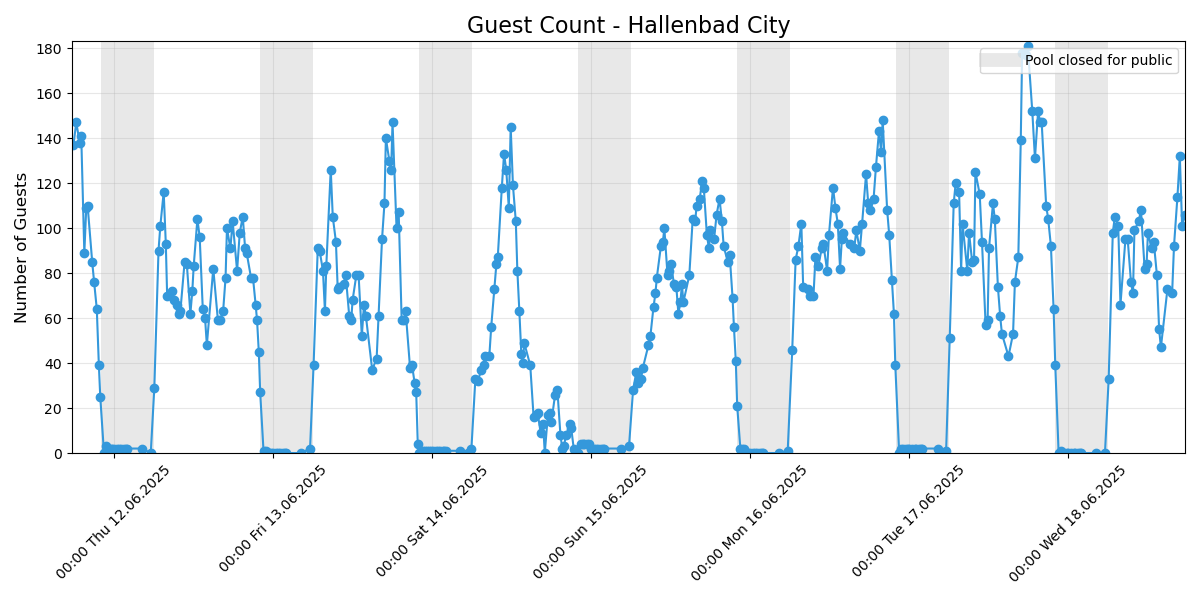 Guest Count - Hallenbad City
Number of Guests
180
160
140
120
100
80
60
40
20
0
Pool closed for public
00:00 Thu 12.06.2025
00:00 Fri 13.06.2025
00:00 Sat 14.06.2025
00:00 Sun 15.06.2025
00:00 Mon 16.06.2025
00:00 Tue 17.06.2025
00:00 Wed 18.06.2025